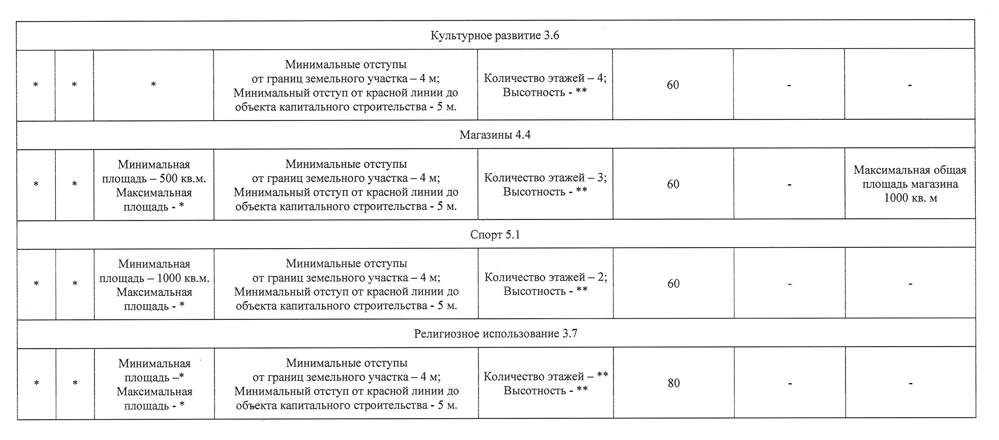 Культурное развитие 3.6
*
*
*
Минимальные отступы
от границ земельного участка – 4 м;
Минимальный отступ от красной линии до
объекта капитального строительства - 5 м.
Количество этажей – 4;
Высотность - **
60
-
-
Магазины 4.4
*
*
Минимальная
площадь – 500 кв.м.
Максимальная
площадь - *
Минимальные отступы
от границ земельного участка – 4 м;
Минимальный отступ от красной линии до
объекта капитального строительства - 5 м.
Количество этажей – 3;
Высотность - **
60
-
Максимальная общая
площадь магазина
1000 кв. м
Спорт 5.1
*
*
Минимальная
площадь – 1000 кв.м.
Максимальная
площадь - *
Минимальные отступы
от границ земельного участка – 4 м;
Минимальный отступ от красной линии до
объекта капитального строительства - 5 м.
Количество этажей – 2;
Высотность - **
60
-
-
Религиозное использование 3.7
*
*
Минимальная
площадь –*
Максимальная
площадь - *
Минимальные отступы
от границ земельного участка – 4 м;
Минимальный отступ от красной линии до
объекта капитального строительства - 5 м.
Количество этажей – **
Высотность - **
80
-
-